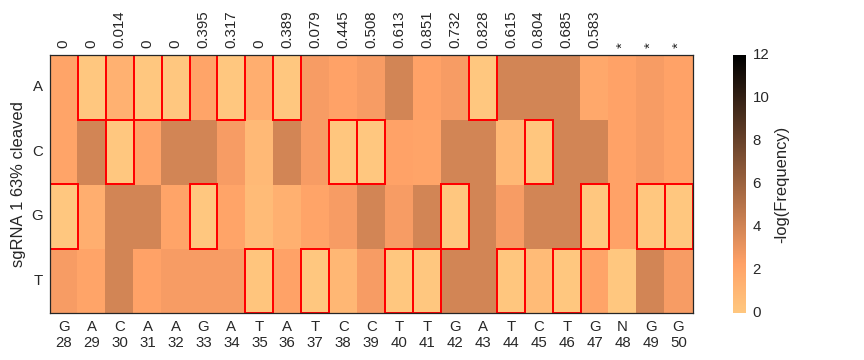 0 0 0.014 0 0 0.395 0.317 0 0.389 0.079 0.445 0.508 0.613 0.851 0.732 0.828 0.615 0.804 0.685 0.583 * * *
sgRNA 1 63% cleaved
A
C
G
T
G A C A A G A T A T C C T T G A T C T G N G G
28 29 30 31 32 33 34 35 36 37 38 39 40 41 42 43 44 45 46 47 48 49 50
12
10
8
6
4
2
0
-log(Frequency)